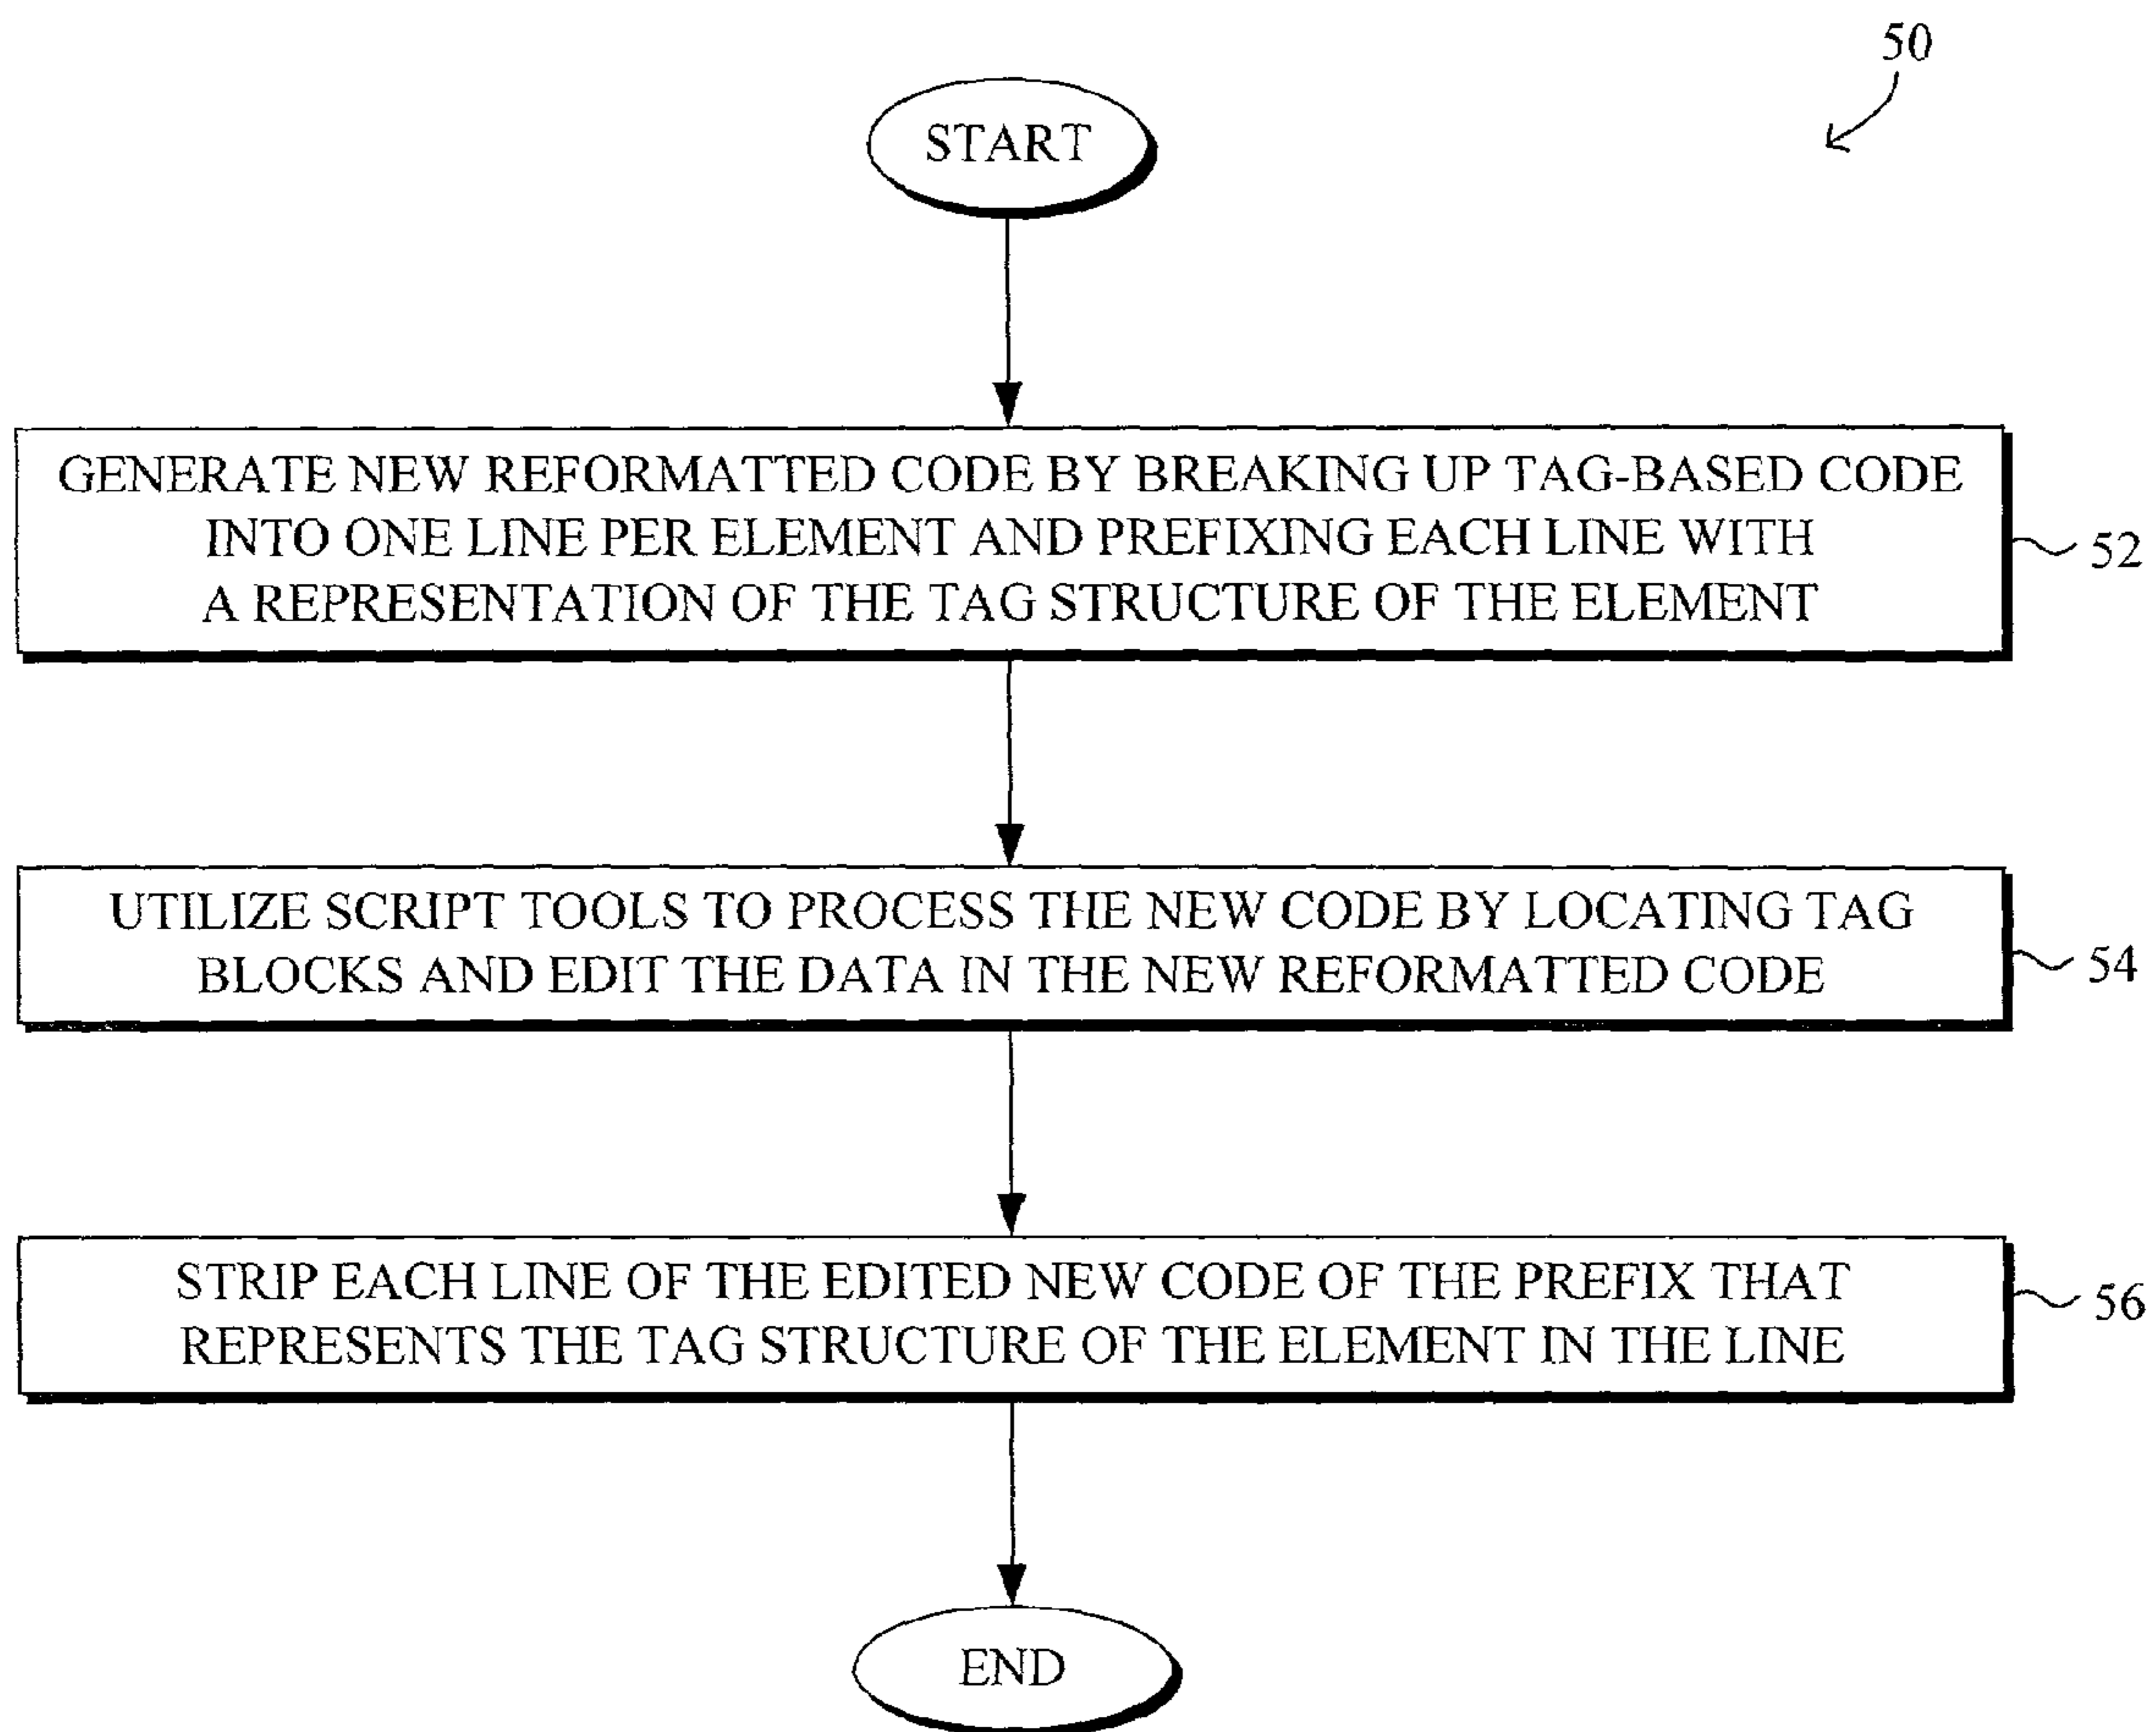 50
START
GENERATE NEW REFORMATTED CODE BY BREAKING UP TAG-BASED CODE
INTO ONE LINE PER ELEMENT AND PREFIXING EACH LINE WITH
A REPRESENTATION OF THE TAG STRUCTURE OF THE ELEMENT
52
UTILIZE SCRIPT TOOLS TO PROCESS THE NEW CODE BY LOCATING TAG
BLOCKS AND EDIT THE DATA IN THE NEW REFORMATTED CODE
54
STRIP EACH LINE OF THE EDITED NEW CODE OF THE PREFIX THAT
REPRESENTS THE TAG STRUCTURE OF THE ELEMENT IN THE LINE
56
END